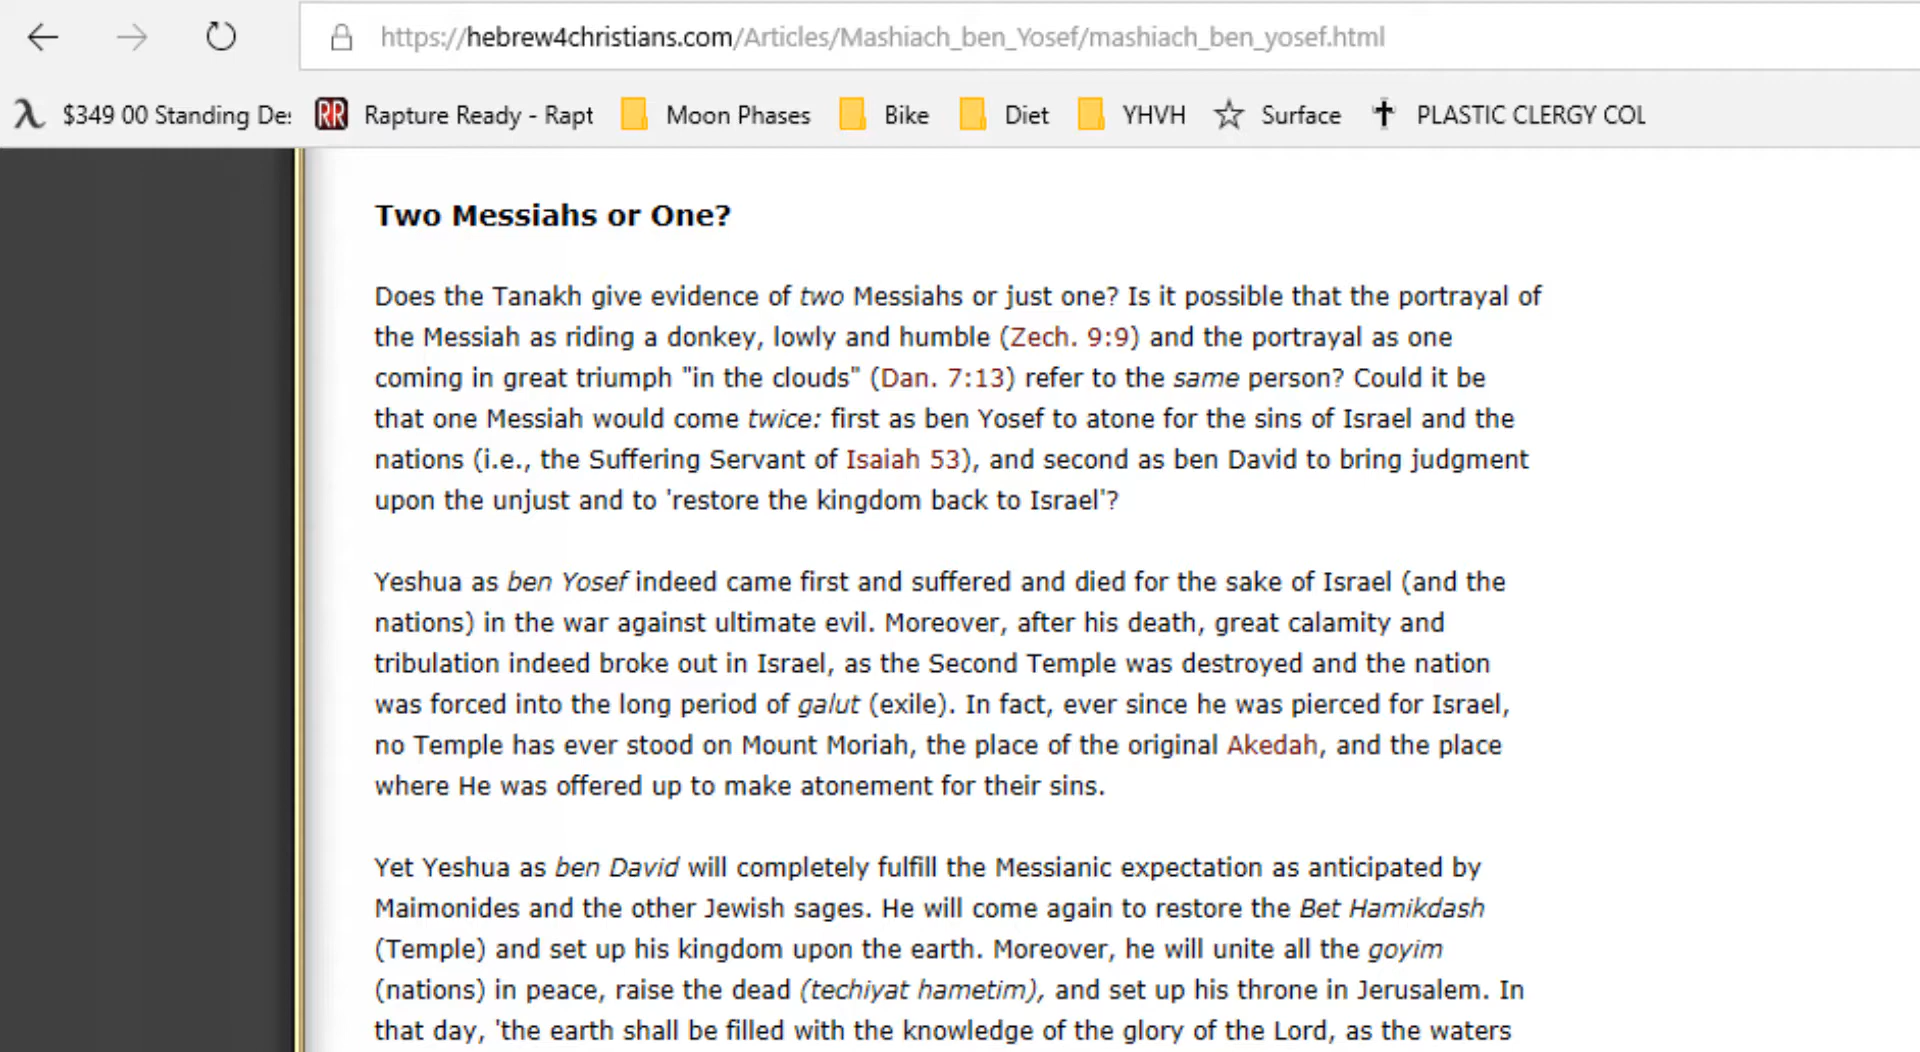 https://hebrew4christians.com/Articles/Mashiach_ben_Yosef/mashiach_ben_yosef.html
$349 00 Standing Des RR Rapture Ready - Rapt Moon Phases Bike Diet YHVH Surface PLASTIC CLERGY COL
Two Messiahs or One?
Does the Tanakh give evidence of two Messiahs or just one? Is it possible that the portrayal of
the Messiah as riding a donkey, lowly and humble (Zech. 9:9) and the portrayal as one
coming in great triumph "in the clouds" (Dan. 7:13) refer to the same person? Could it be
that one Messiah would come twice: first as ben Yosef to atone for the sins of Israel and the
nations (i.e., the Suffering Servant of Isaiah 53), and second as ben David to bring judgment
upon the unjust and to 'restore the kingdom back to Israel'?
Yeshua as ben Yosef indeed came first and suffered and died for the sake of Israel (and the
nations) in the war against ultimate evil. Moreover, after his death, great calamity and
tribulation indeed broke out in Israel, as the Second Temple was destroyed and the nation
was forced into the long period of galut (exile). In fact, ever since he was pierced for Israel,
no Temple has ever stood on Mount Moriah, the place of the original Akedah, and the place
where He was offered up to make atonement for their sins.
Yet Yeshua as ben David will completely fulfill the Messianic expectation as anticipated by
Maimonides and the other Jewish sages. He will come again to restore the Bet Hamikdash
(Temple) and set up his kingdom upon the earth. Moreover, he will unite all the goyim
(nations) in peace, raise the dead (techiyat hametim), and set up his throne in Jerusalem. In
that day, 'the earth shall be filled with the knowledge of the glory of the Lord, as the waters